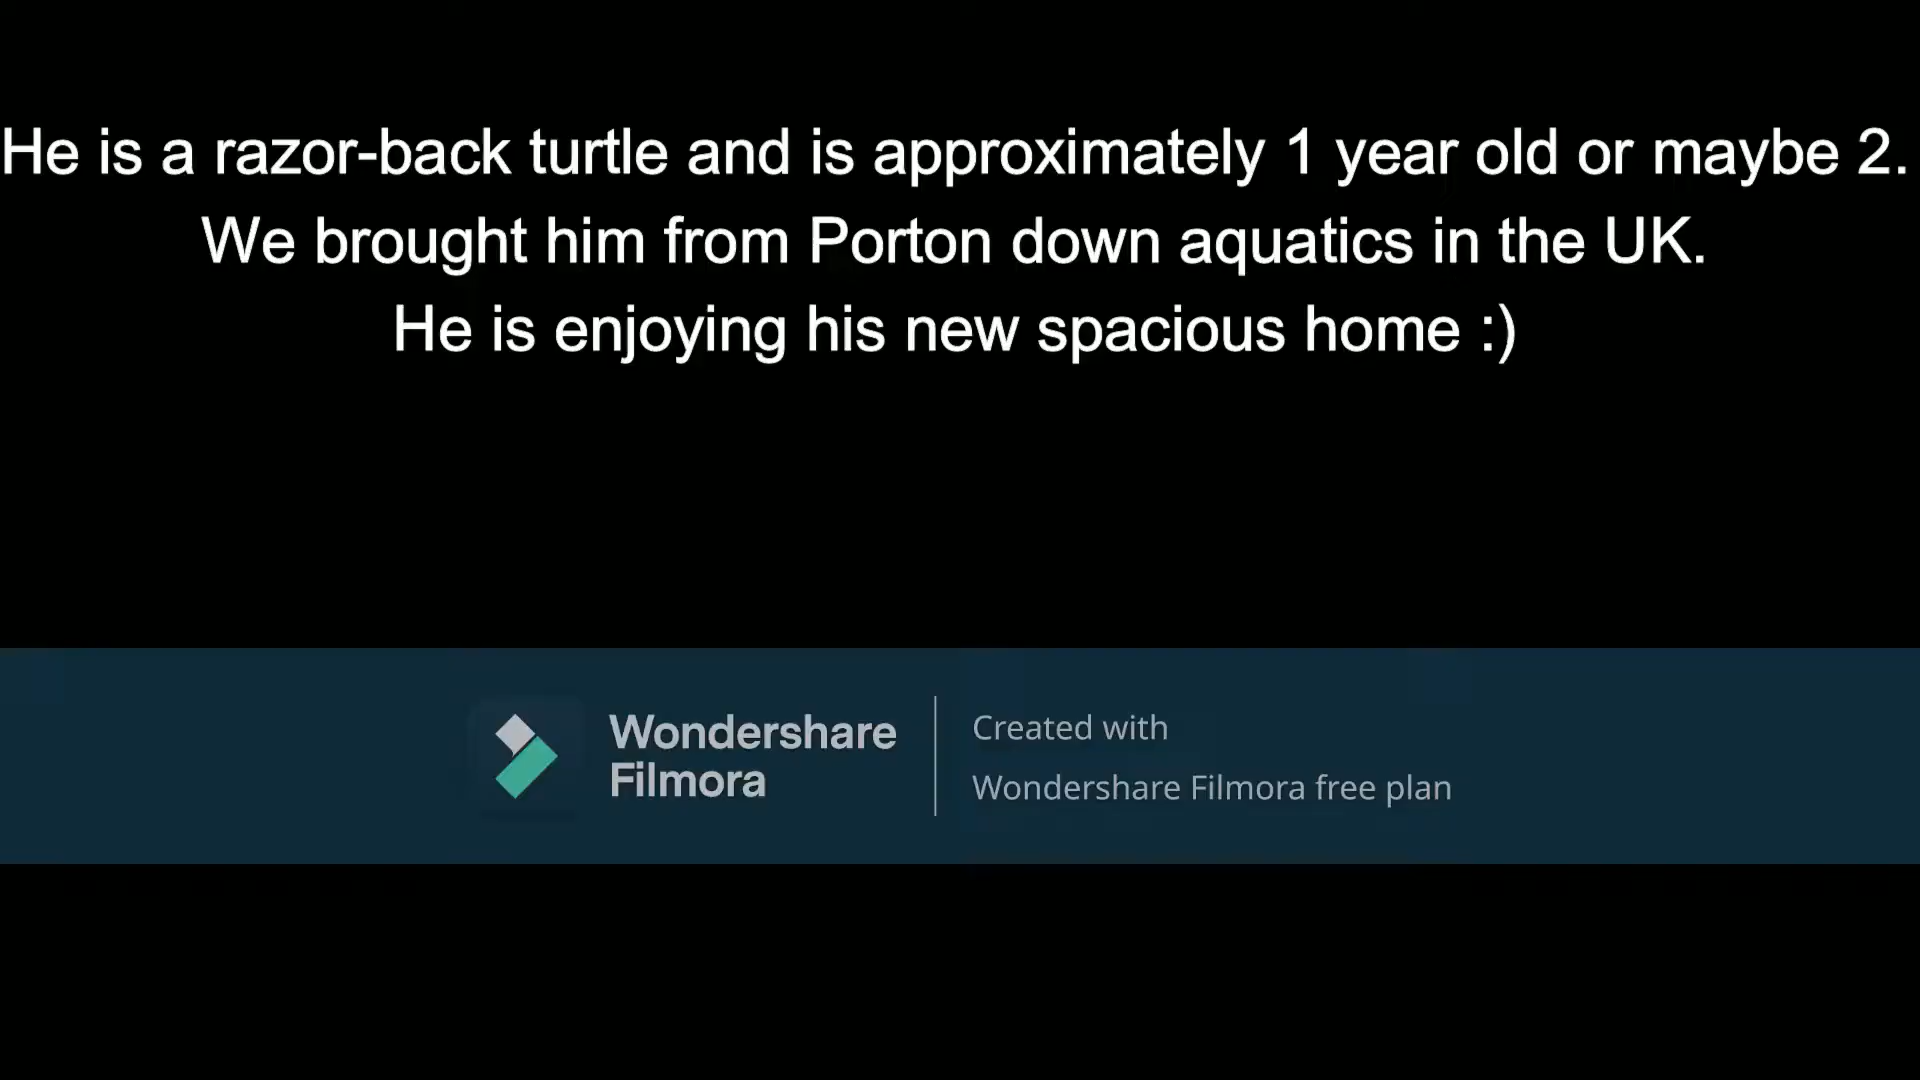 He is a razor-back turtle and is approximately 1 year old or maybe 2.
We brought him from Porton down aquatics in the UK.
He is enjoying his new spacious home :)
Wondershare
Filmora
Created with
Wondershare Filmora free plan